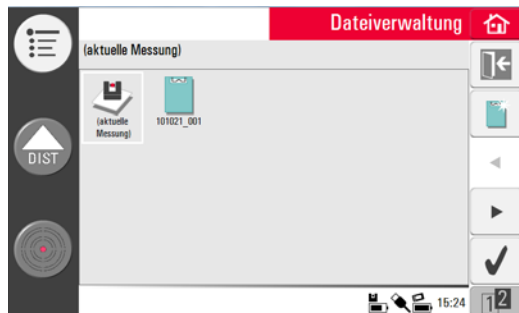 Dateiverwaltung
(aktuelle Messung)
(aktuelle
Messung)
101021_001
DIST
15:24
12